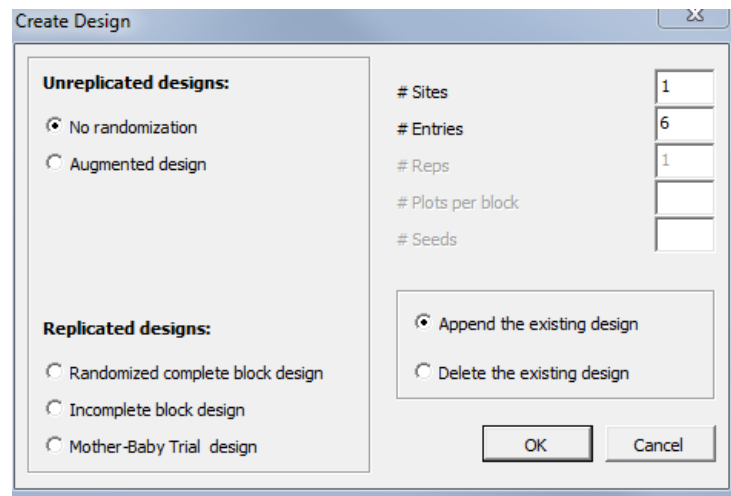 Create Design
Unreplicated designs:
No randomization
Augmented design
Replicated designs:
Randomized complete block design
Incomplete block design
Mother-Baby Trial design
# Sites 1
# Entries 6
# Reps 1
# Plots per block
# Seeds
Append the existing design
Delete the existing design
OK Cancel